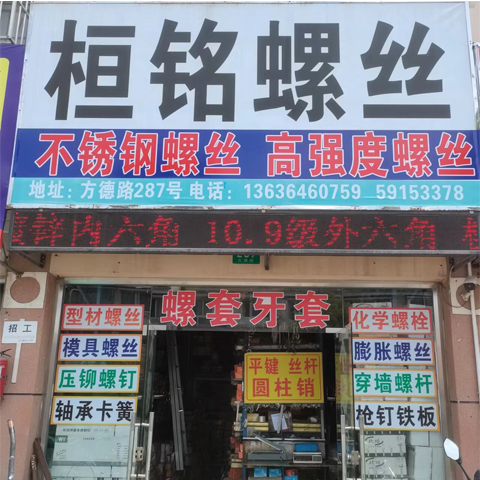 桓铭螺丝
不锈钢螺丝 高强度螺丝
地址:方德路287号 电话:13636460759 59153378
锌内六角 10.9级外六角
螺套牙套
型材螺丝
模具螺丝
压铆螺钉
轴承卡簧
平键 丝杆
圆柱销
化学螺栓
膨胀螺丝
穿墙螺杆
枪钉铁板
招工